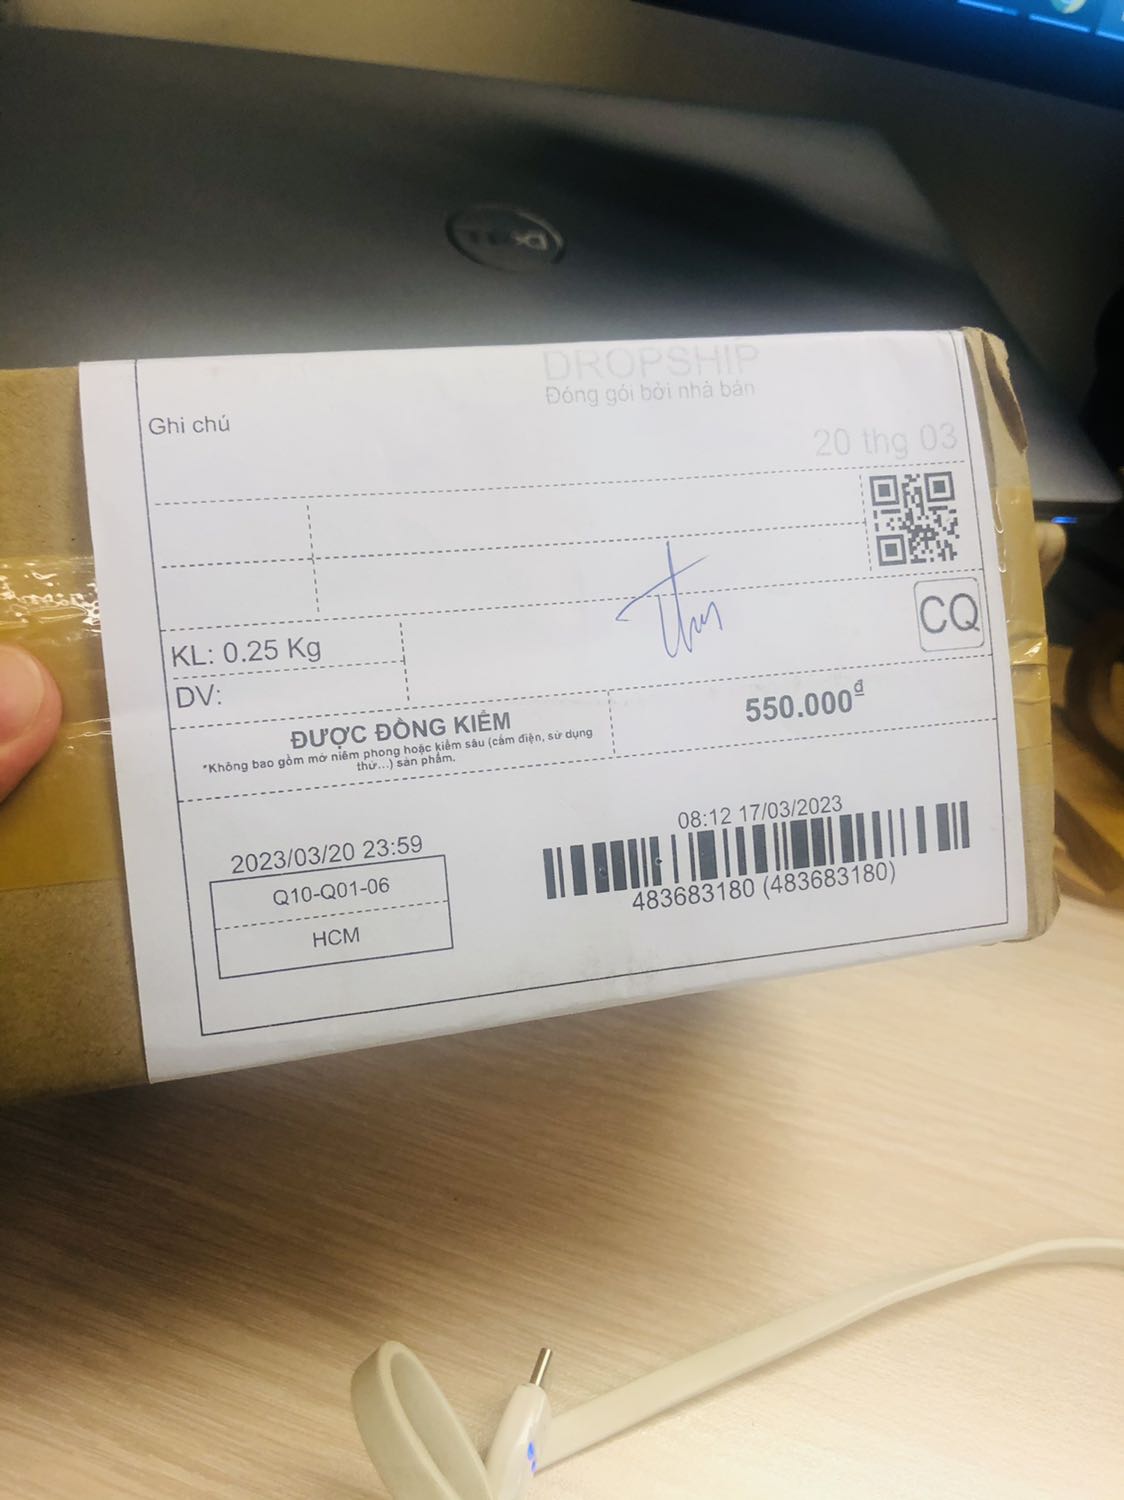 DELL
DROPSHIP
Đóng gói bởi nhà bán
Ghi chú
20 thg 03
CQ
KL: 0.25 Kg
DV:
ĐƯỢC ĐỒNG KIỂM
*Không bao gồm mở niêm phong hoặc kiểm sâu (cắm điện, sử dụng
thử...) sản phẩm.
550.000đ
2023/03/20 23:59
Q10-Q01-06
HCM
08:12 17/03/2023
483683180 (483683180)